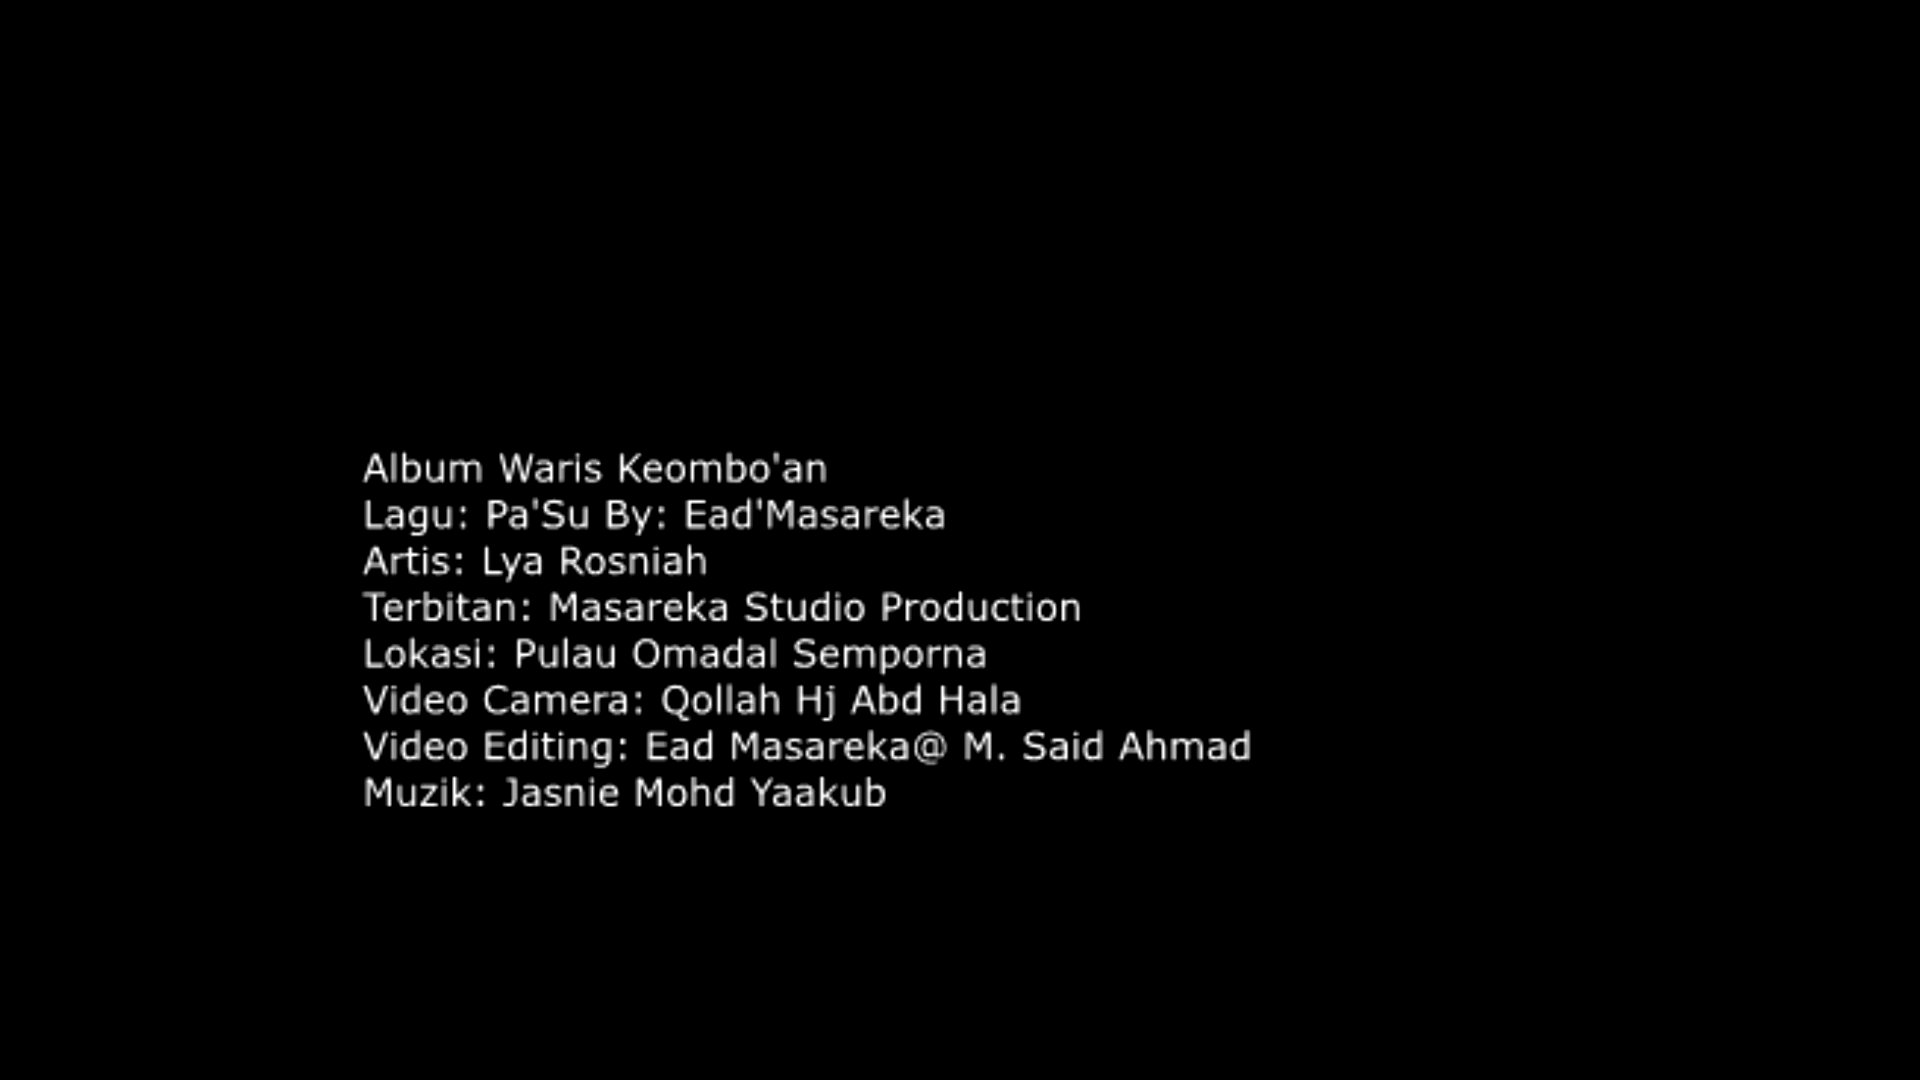 Album Waris Keombo'an
Lagu: Pa'Su By: Ead'Masareka
Artis: Lya Rosniah
Terbitan: Masareka Studio Production
Lokasi: Pulau Omadal Semporna
Video Camera: Qollah Hj Abd Hala
Video Editing: Ead Masareka@ M. Said Ahmad
Muzik: Jasnie Mohd Yaakub